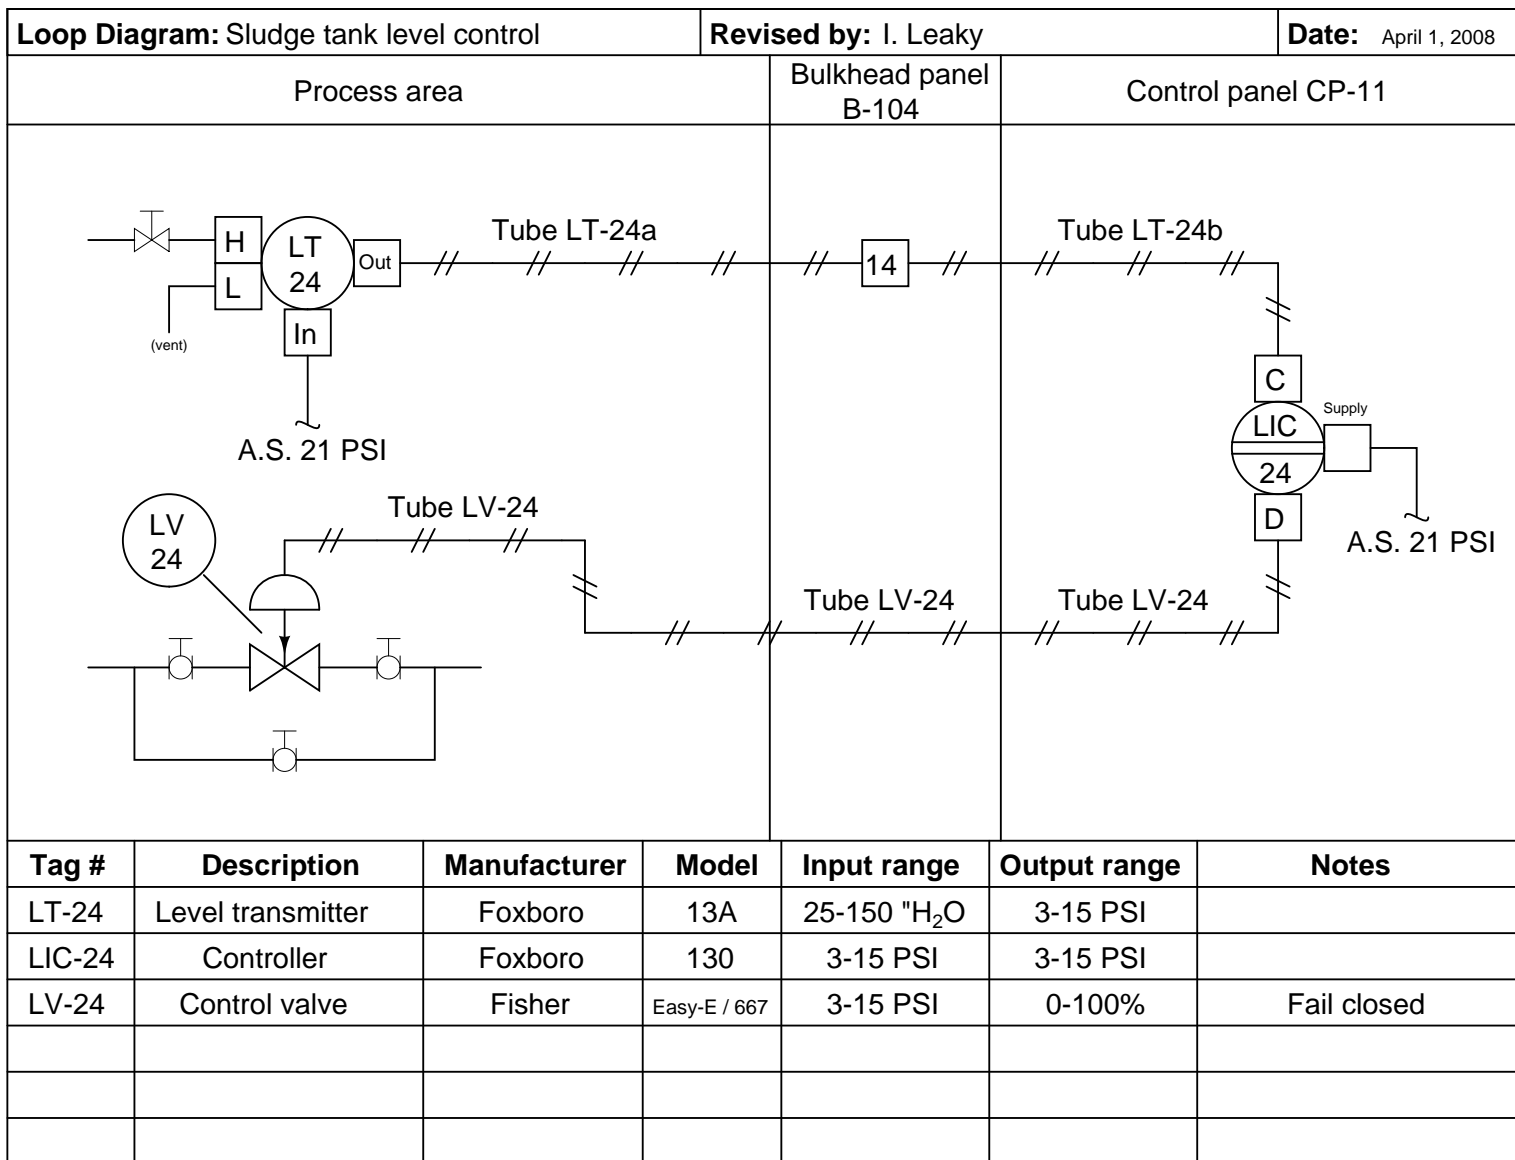 Loop Diagram: Sludge tank level control Revised by: I. Leaky Date: April 1, 2008
Process area
Bulkhead panel
B-104
Control panel CP-11
H
L
LT
24
Out
In
(vent)
A.S. 21 PSI
Tube LT-24a
14
Tube LT-24b
C
LIC
24
Supply
D
A.S. 21 PSI
LV
24
Tube LV-24
Tube LV-24
Tube LV-24
Tag # Description Manufacturer Model Input range Output range Notes
LT-24 Level transmitter Foxboro 13A 25-150 "H₂O 3-15 PSI
LIC-24 Controller Foxboro 130 3-15 PSI 3-15 PSI
LV-24 Control valve Fisher Easy-E / 667 3-15 PSI 0-100% Fail closed